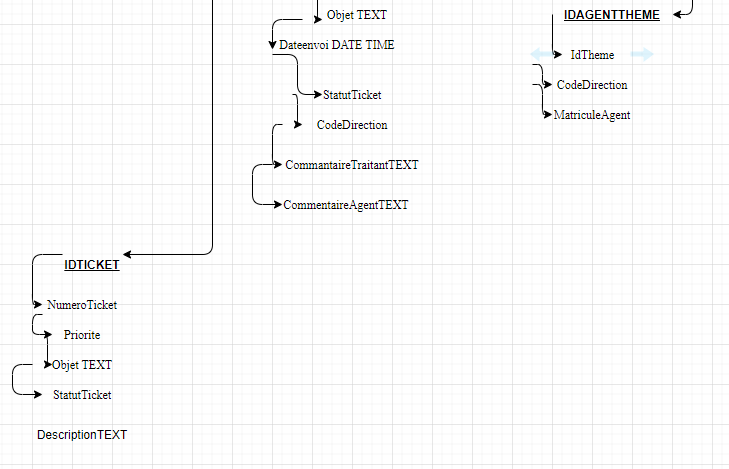 Objet TEXT
Dateenvoi DATE TIME
StatutTicket
CodeDirection
CommantaireTraitantTEXT
CommentaireAgentTEXT
IDAGENTTHEME
IdTheme
CodeDirection
MatriculeAgent
IDTICKET
NumeroTicket
Priorite
Objet TEXT
StatutTicket
DescriptionTEXT